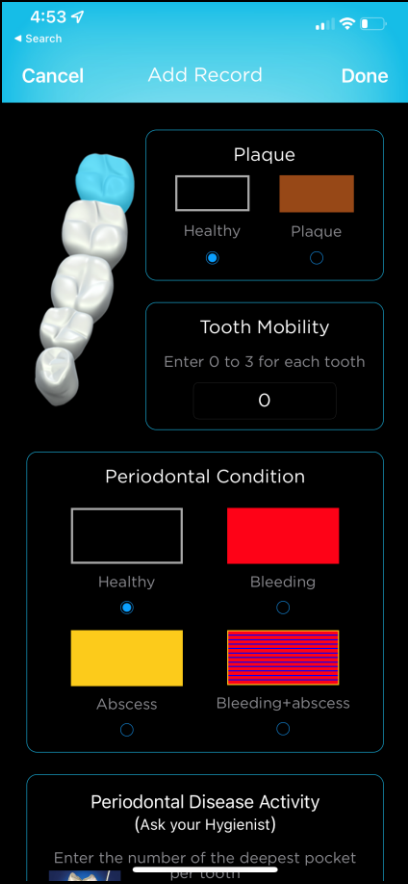 4:53
◀ Search
Cancel Add Record Done
Plaque
Healthy Plaque
Tooth Mobility
Enter 0 to 3 for each tooth
0
Periodontal Condition
Healthy Bleeding
Abscess Bleeding+abscess
Periodontal Disease Activity
(Ask your Hygienist)
Enter the number of the deepest pocket
per tooth